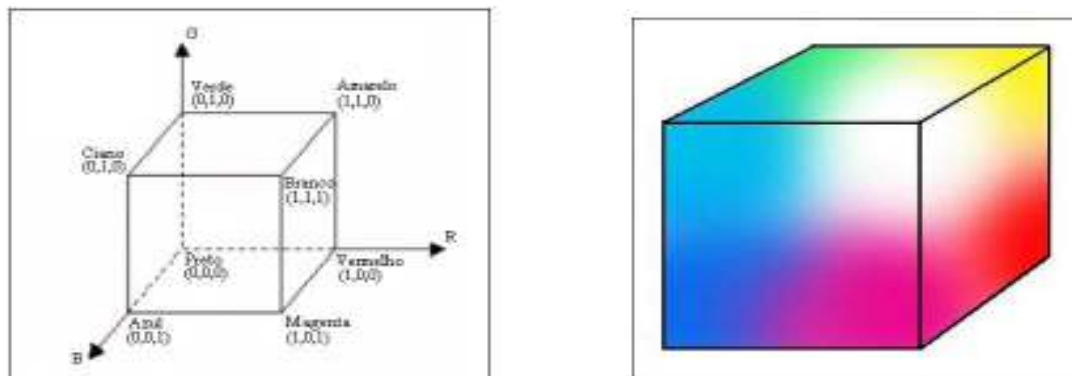 G
Verde
(0,1,0)
Amarelo
(1,1,0)
Ciano
(0,1,0)
Branco
(1,1,1)
R
Preto
(0,0,0)
Vermelho
(1,0,0)
Azul
(0,0,1)
Magenta
(1,0,1)
B